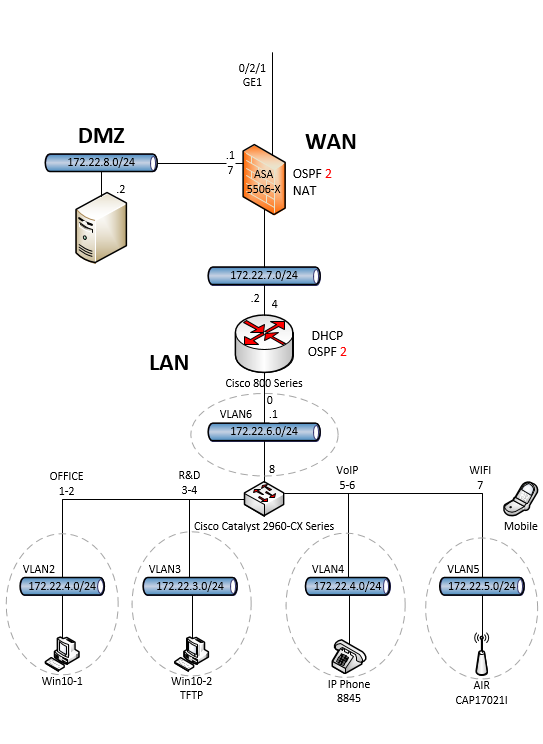 0/2/1
GE1
DMZ
WAN
172.22.8.0/24
.1
7
ASA
5506-X
OSPF 2
NAT
.2
172.22.7.0/24
.2
4
DHCP
OSPF 2
LAN
Cisco 800 Series
0
VLAN6
.1
172.22.6.0/24
8
OFFICE
1-2
R&D
3-4
VoIP
5-6
WIFI
7
Cisco Catalyst 2960-CX Series
Mobile
VLAN2
172.22.4.0/24
VLAN3
172.22.3.0/24
VLAN4
172.22.4.0/24
VLAN5
172.22.5.0/24
Win10-1
Win10-2
TFTP
IP Phone
8845
AIR
CAP17021I